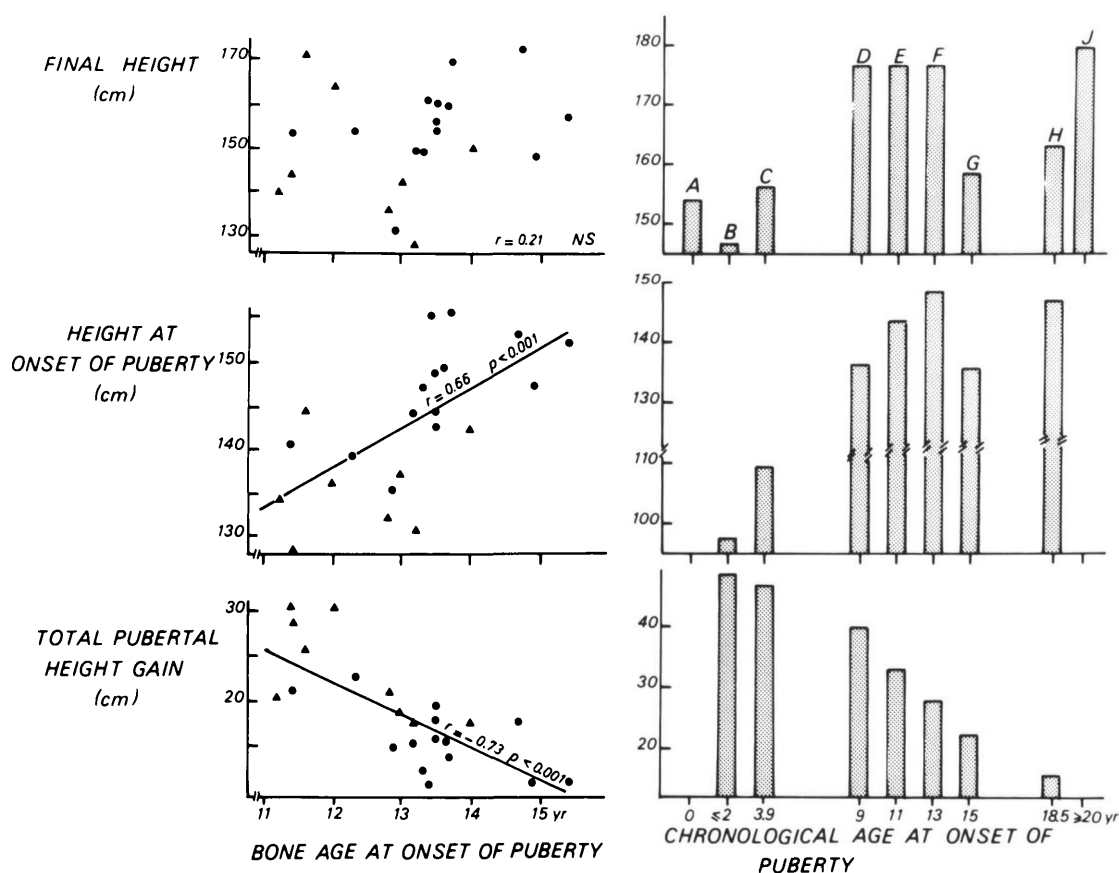 FINAL HEIGHT
(cm)
170
150
130
r = 0.21 NS
HEIGHT AT
ONSET OF PUBERTY
(cm)
150
140
130
r = 0.66 p < 0.001
TOTAL PUBERTAL
HEIGHT GAIN
(cm)
30
20
r = - 0.73 p < 0.001
11 12 13 14 15 yr
BONE AGE AT ONSET OF PUBERTY
180
170
160
150
A B C D E F G H J
150
140
130
110
100
40
30
20
0 ⩽2 3.9 9 11 13 15 18.5 ⩾20 yr
CHRONOLOGICAL AGE AT ONSET OF
PUBERTY